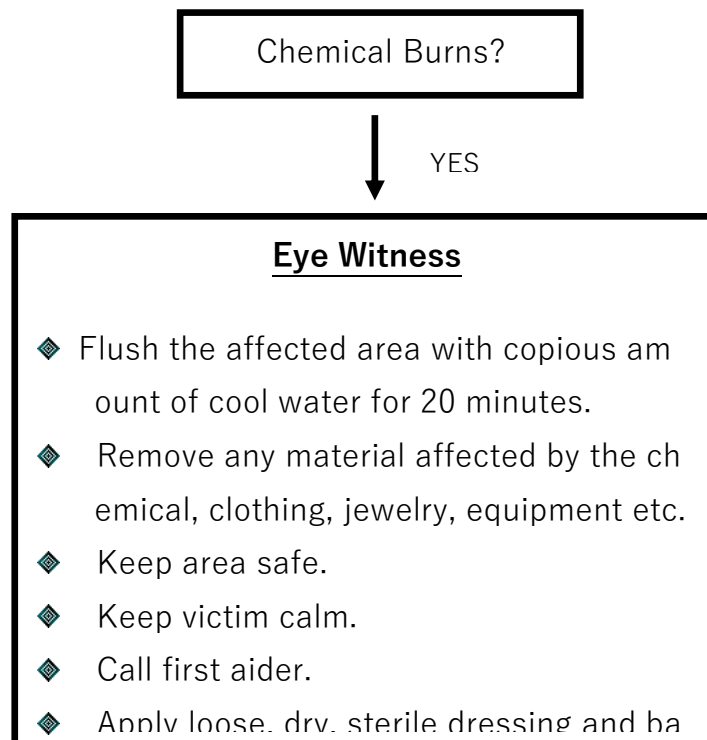 Chemical Burns?
YES
Eye Witness
Flush the affected area with copious am
ount of cool water for 20 minutes.
Remove any material affected by the ch
emical, clothing, jewelry, equipment etc.
Keep area safe.
Keep victim calm.
Call first aider.
Apply loose, dry, sterile dressing and ba